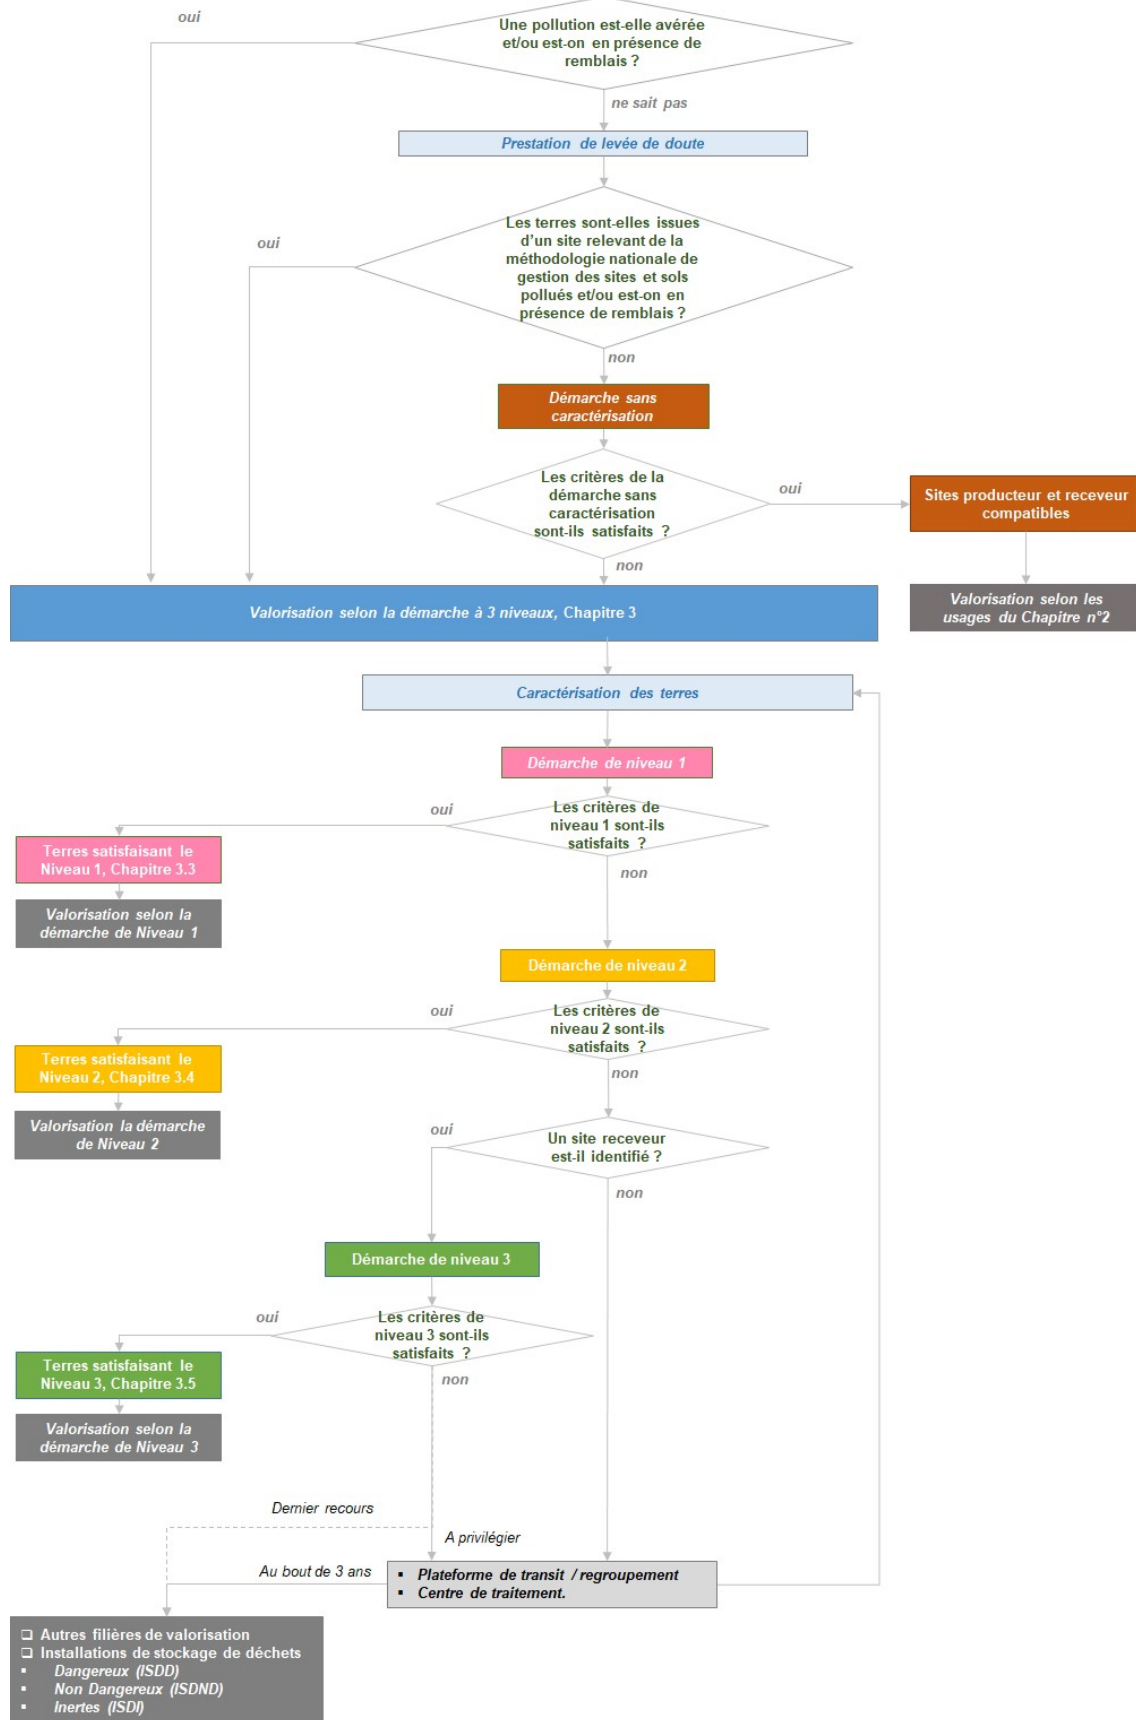 oui
Une pollution est-elle avérée
et/ou est-on en présence de
remblais ?
ne sait pas
Prestation de levée de doute
oui
Les terres sont-elles issues
d'un site relevant de la
méthodologie nationale de
gestion des sites et sols
pollués et/ou est-on en
présence de remblais ?
non
Démarche sans
caractérisation
Les critères de la
démarche sans
caractérisation
sont-ils satisfaits ?
oui
Sites producteur et receveur
compatibles
non
Valorisation selon la démarche à 3 niveaux, Chapitre 3
Valorisation selon les
usages du Chapitre n°2
Caractérisation des terres
Démarche de niveau 1
oui
Les critères de
niveau 1 sont-ils
satisfaits ?
Terres satisfaisant le
Niveau 1, Chapitre 3.3
non
Valorisation selon la
démarche de Niveau 1
Démarche de niveau 2
oui
Les critères de
niveau 2 sont-ils
satisfaits ?
Terres satisfaisant le
Niveau 2, Chapitre 3.4
non
Valorisation la démarche
de Niveau 2
oui
Un site receveur
est-il identifié ?
non
Démarche de niveau 3
oui
Les critères de
niveau 3 sont-ils
satisfaits ?
Terres satisfaisant le
Niveau 3, Chapitre 3.5
non
Valorisation selon la
démarche de Niveau 3
Dernier recours
A privilégier
Au bout de 3 ans
▪ Plateforme de transit / regroupement
▪ Centre de traitement.
❑ Autres filières de valorisation
❑ Installations de stockage de déchets
▪ Dangereux (ISDD)
▪ Non Dangereux (ISDND)
▪ Inertes (ISDI)